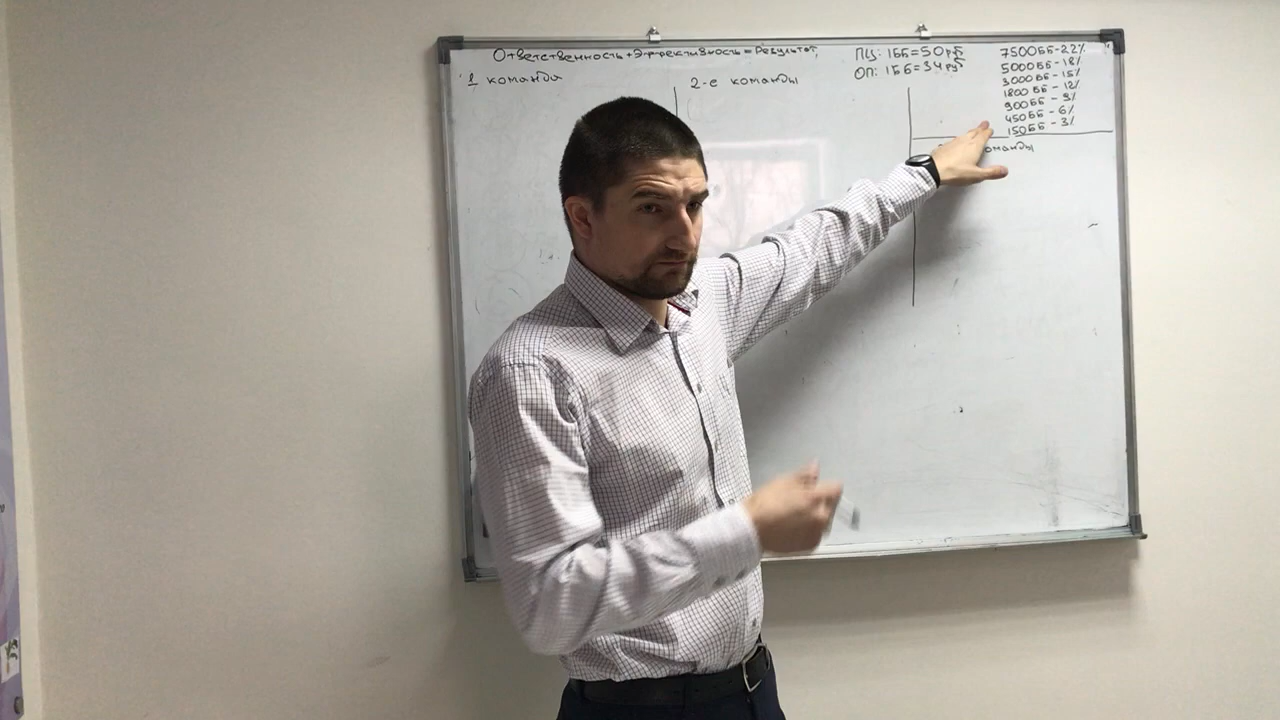 Ответственность+Эффективность=Результат,
1 команда
2-е команды
ПЦ: 1ББ=50руб
ОП: 1ББ=34руб
7500ББ-22%
5000ББ-18%
3000ББ-15%
1800ББ-12%
900ББ-9%
450ББ-6%
150ББ-3%
команды